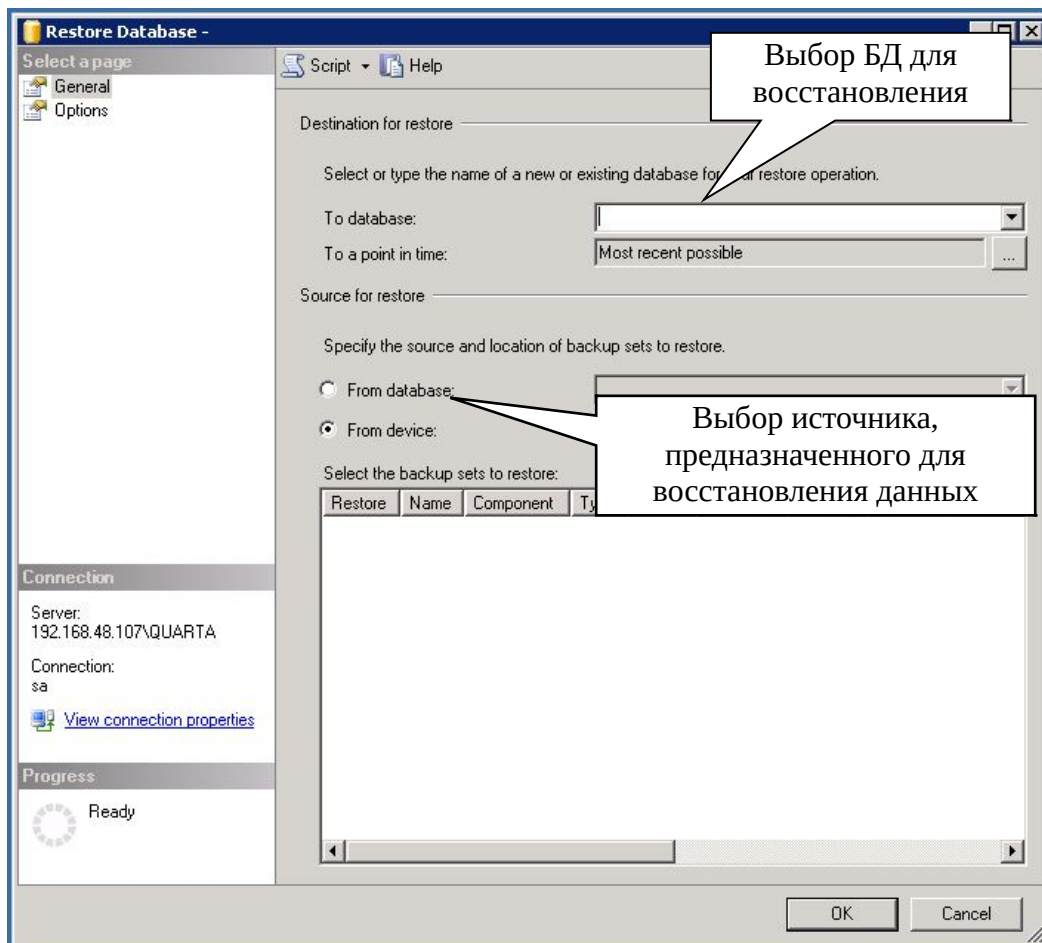 Restore Database -
Select a page
General
Options
Script
Help
Выбор БД для
восстановления
Destination for restore
Select or type the name of a new or existing database for restore operation.
To database:
To a point in time:
Most recent possible
...
Source for restore
Specify the source and location of backup sets to restore.
From database:
From device:
Выбор источника,
предназначенного для
восстановления данных
Select the backup sets to restore:
Restore
Name
Component
Connection
Server:
192.168.48.107\QUARTA
Connection:
sa
View connection properties
Progress
Ready
OK
Cancel